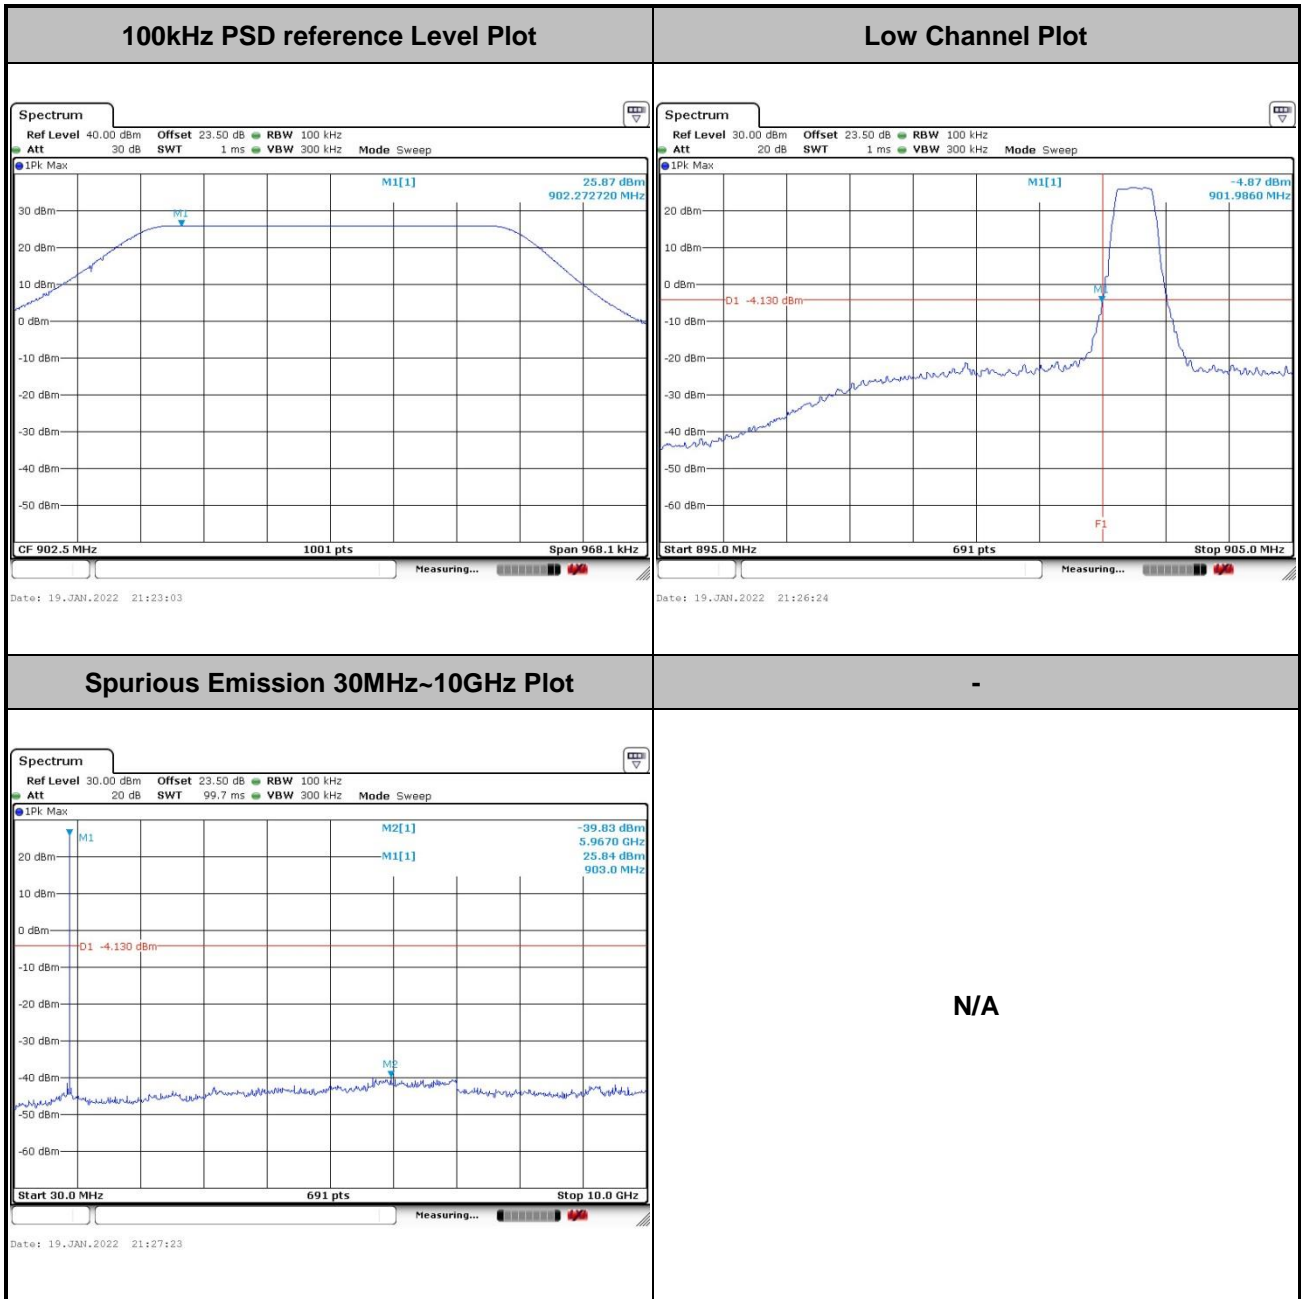 100kHz PSD reference Level Plot
Low Channel Plot
Spectrum
Ref Level 40.00 dBm Offset 23.50 dB RBW 100 kHz
Att 30 dB SWT 1 ms VBW 300 kHz Mode Sweep
1Pk Max
M1[1] 25.87 dBm
902.272720 MHz
30 dBm
M1
20 dBm
10 dBm
0 dBm
-10 dBm
-20 dBm
-30 dBm
-40 dBm
-50 dBm
CF 902.5 MHz 1001 pts Span 968.1 kHz
Measuring...
Date: 19.JAN.2022 21:23:03
Spectrum
Ref Level 30.00 dBm Offset 23.50 dB RBW 100 kHz
Att 20 dB SWT 1 ms VBW 300 kHz Mode Sweep
1Pk Max
M1[1] -4.87 dBm
901.9860 MHz
20 dBm
10 dBm
0 dBm
M1
D1 -4.130 dBm
-10 dBm
-20 dBm
-30 dBm
-40 dBm
-50 dBm
-60 dBm
F1
Start 895.0 MHz 691 pts Stop 905.0 MHz
Measuring...
Date: 19.JAN.2022 21:26:24
Spurious Emission 30MHz~10GHz Plot
-
Spectrum
Ref Level 30.00 dBm Offset 23.50 dB RBW 100 kHz
Att 20 dB SWT 99.7 ms VBW 300 kHz Mode Sweep
1Pk Max
M2[1] -39.83 dBm
5.9670 GHz
M1
M1[1] 25.84 dBm
903.0 MHz
20 dBm
10 dBm
0 dBm
D1 -4.130 dBm
-10 dBm
-20 dBm
-30 dBm
M2
-40 dBm
-50 dBm
-60 dBm
Start 30.0 MHz 691 pts Stop 10.0 GHz
Measuring...
Date: 19.JAN.2022 21:27:23
N/A